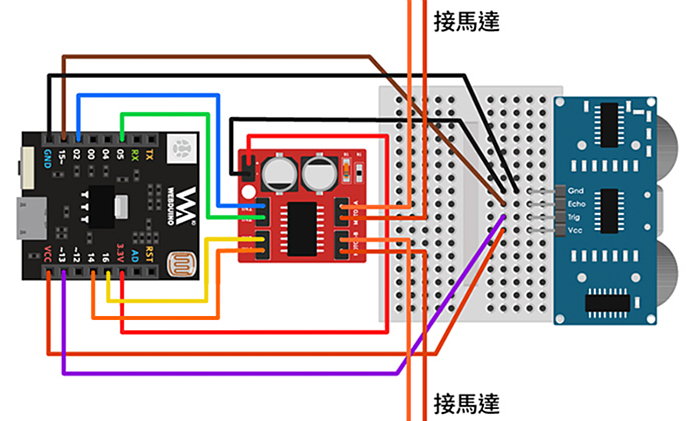 接馬達
GND
15~
02
00
04
05
RX
TX
WEBDUINO
VCC
~13
~12
14
16
3.3V
AD
RST
Gnd
Echo
Trig
Vcc
接馬達